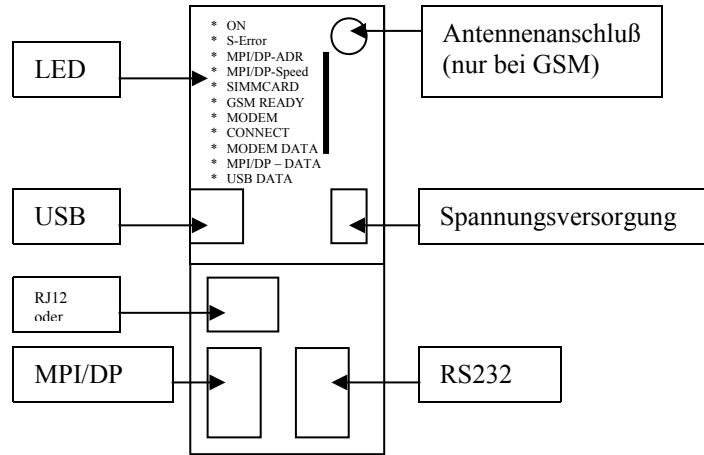 * ON
* S-Error
* MPI/DP-ADR
* MPI/DP-Speed
* SIMMCARD
* GSM READY
* MODEM
* CONNECT
* MODEM DATA
* MPI/DP – DATA
* USB DATA
LED
Antennenanschluß
(nur bei GSM)
USB
Spannungsversorgung
RJ12
oder
MPI/DP
RS232